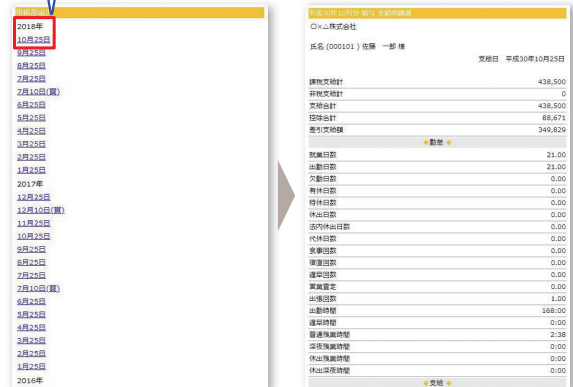 明細照会
2018年
10月25日
9月25日
8月25日
7月25日
7月10日(賞)
6月25日
5月25日
4月25日
3月25日
2月25日
1月25日
2017年
12月25日
12月10日(賞)
11月25日
10月25日
9月25日
8月25日
7月25日
7月10日(賞)
6月25日
5月25日
4月25日
3月25日
2月25日
1月25日
2016年
平成30年10月分 給与 支給明細書
○×△株式会社
氏名 (000101 ) 佐藤 一郎 様
支給日 平成30年10月25日
課税支給計 438,500
非税支給計 0
支給合計 438,500
控除合計 88,671
差引支給額 349,829
◆勤怠◆
就業日数 21.00
出勤日数 21.00
欠勤日数 0.00
有休日数 0.00
特休日数 0.00
休出日数 0.00
法内休出日数 0.00
代休日数 0.00
食事回数 0.00
宿直回数 0.00
遅早回数 0.00
営業査定 0.00
出張回数 1.00
出勤時間 168:00
遅早時間 0:00
普通残業時間 2:38
深夜残業時間 0:00
休出残業時間 0:00
休出深夜時間 0:00
◆支給◆